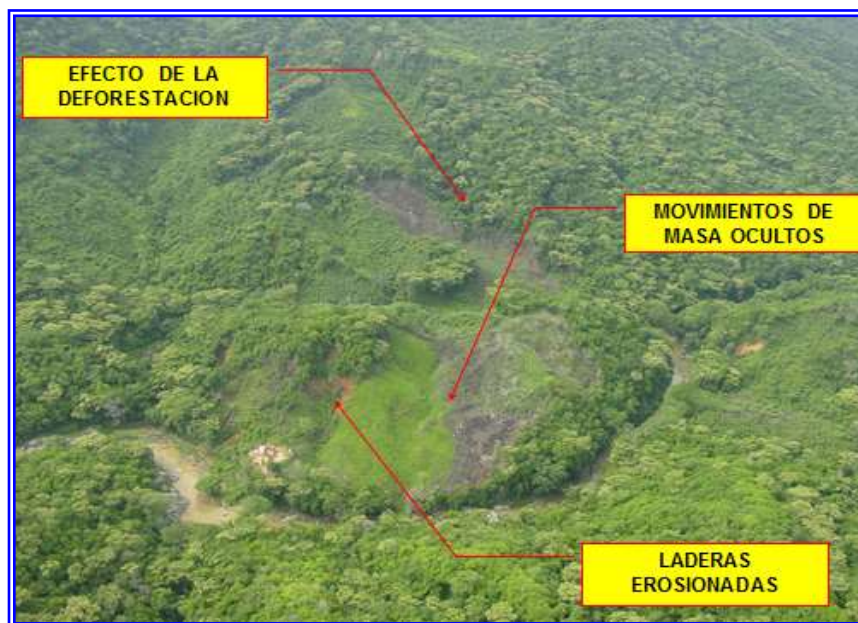 EFECTO DE LA
DEFORESTACION
MOVIMIENTOS DE
MASA OCULTOS
LADERAS
EROSIONADAS